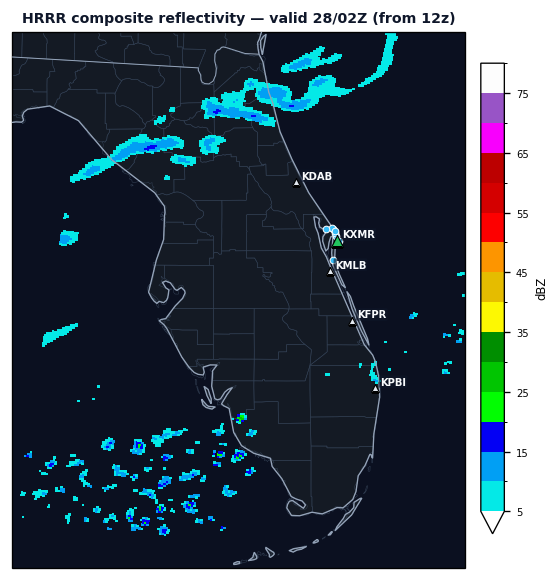 HRRR composite reflectivity — valid 28/02Z (from 12z)
KDAB
KXMR
KMLB
KFPR
KPBI
75
65
55
45
35
25
15
5
dBZ